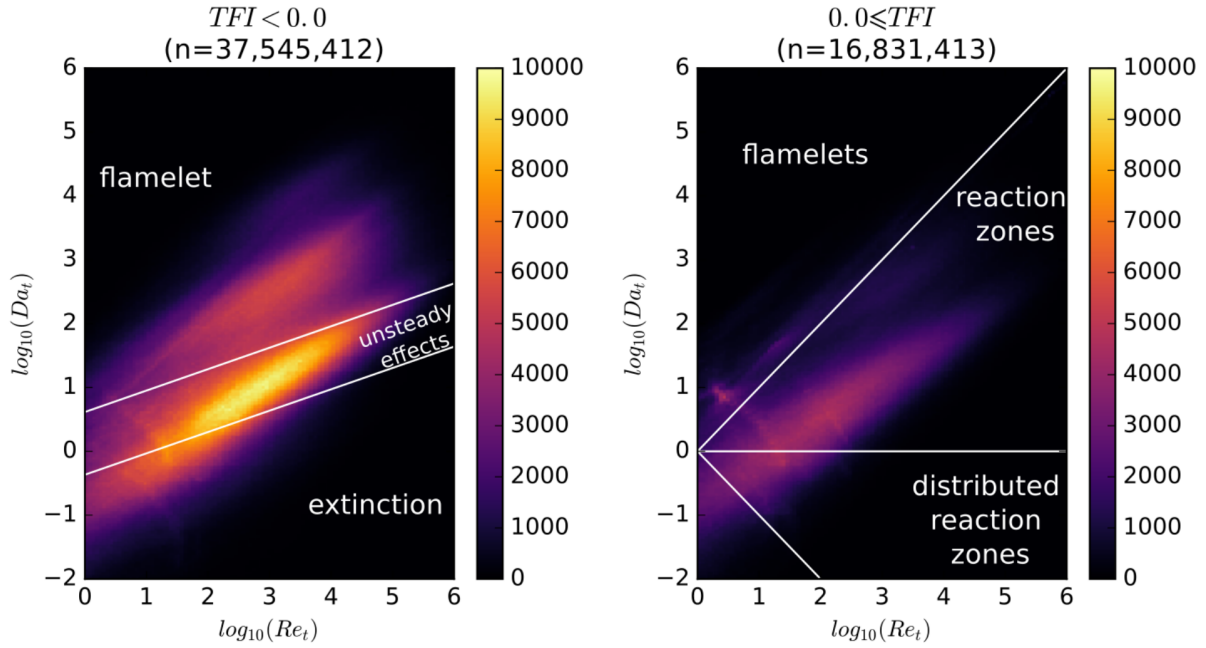 TFI < 0.0
(n=37,545,412)
6
5
4
3
2
1
0
−1
−2
0 1 2 3 4 5 6
log10(Ret)
log10(Dat)
flamelet
unsteady
effects
extinction
10000
9000
8000
7000
6000
5000
4000
3000
2000
1000
0
0.0≤TFI
(n=16,831,413)
6
5
4
3
2
1
0
−1
−2
0 1 2 3 4 5 6
log10(Ret)
log10(Dat)
flamelets
reaction
zones
distributed
reaction
zones
10000
9000
8000
7000
6000
5000
4000
3000
2000
1000
0